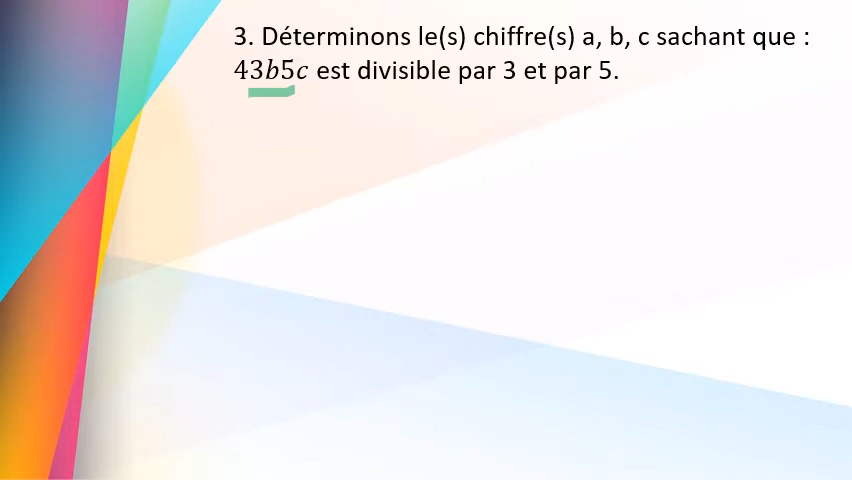 3. Déterminons le(s) chiffre(s) a, b, c sachant que :
43b5c est divisible par 3 et par 5.